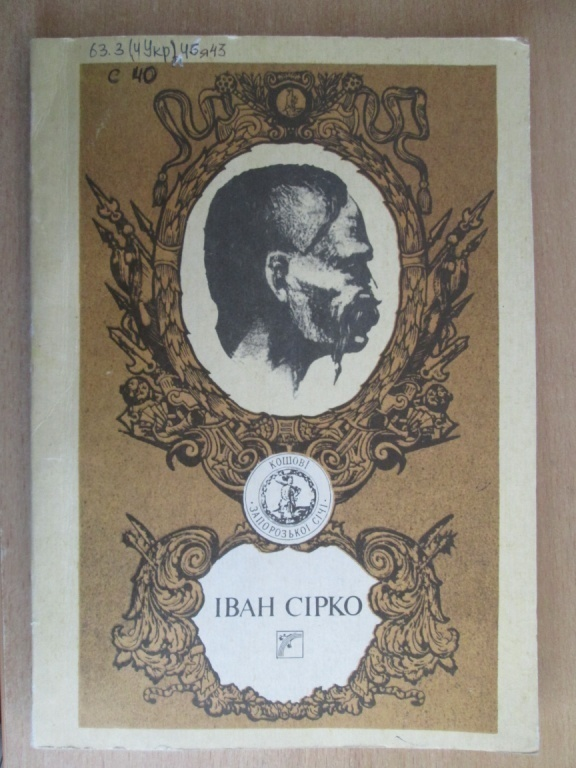 63.3(4Укр)46я43
С 40
КОШОВІ
·ЗАПОРОЗЬКОЇ СІЧІ·
ІВАН СІРКО